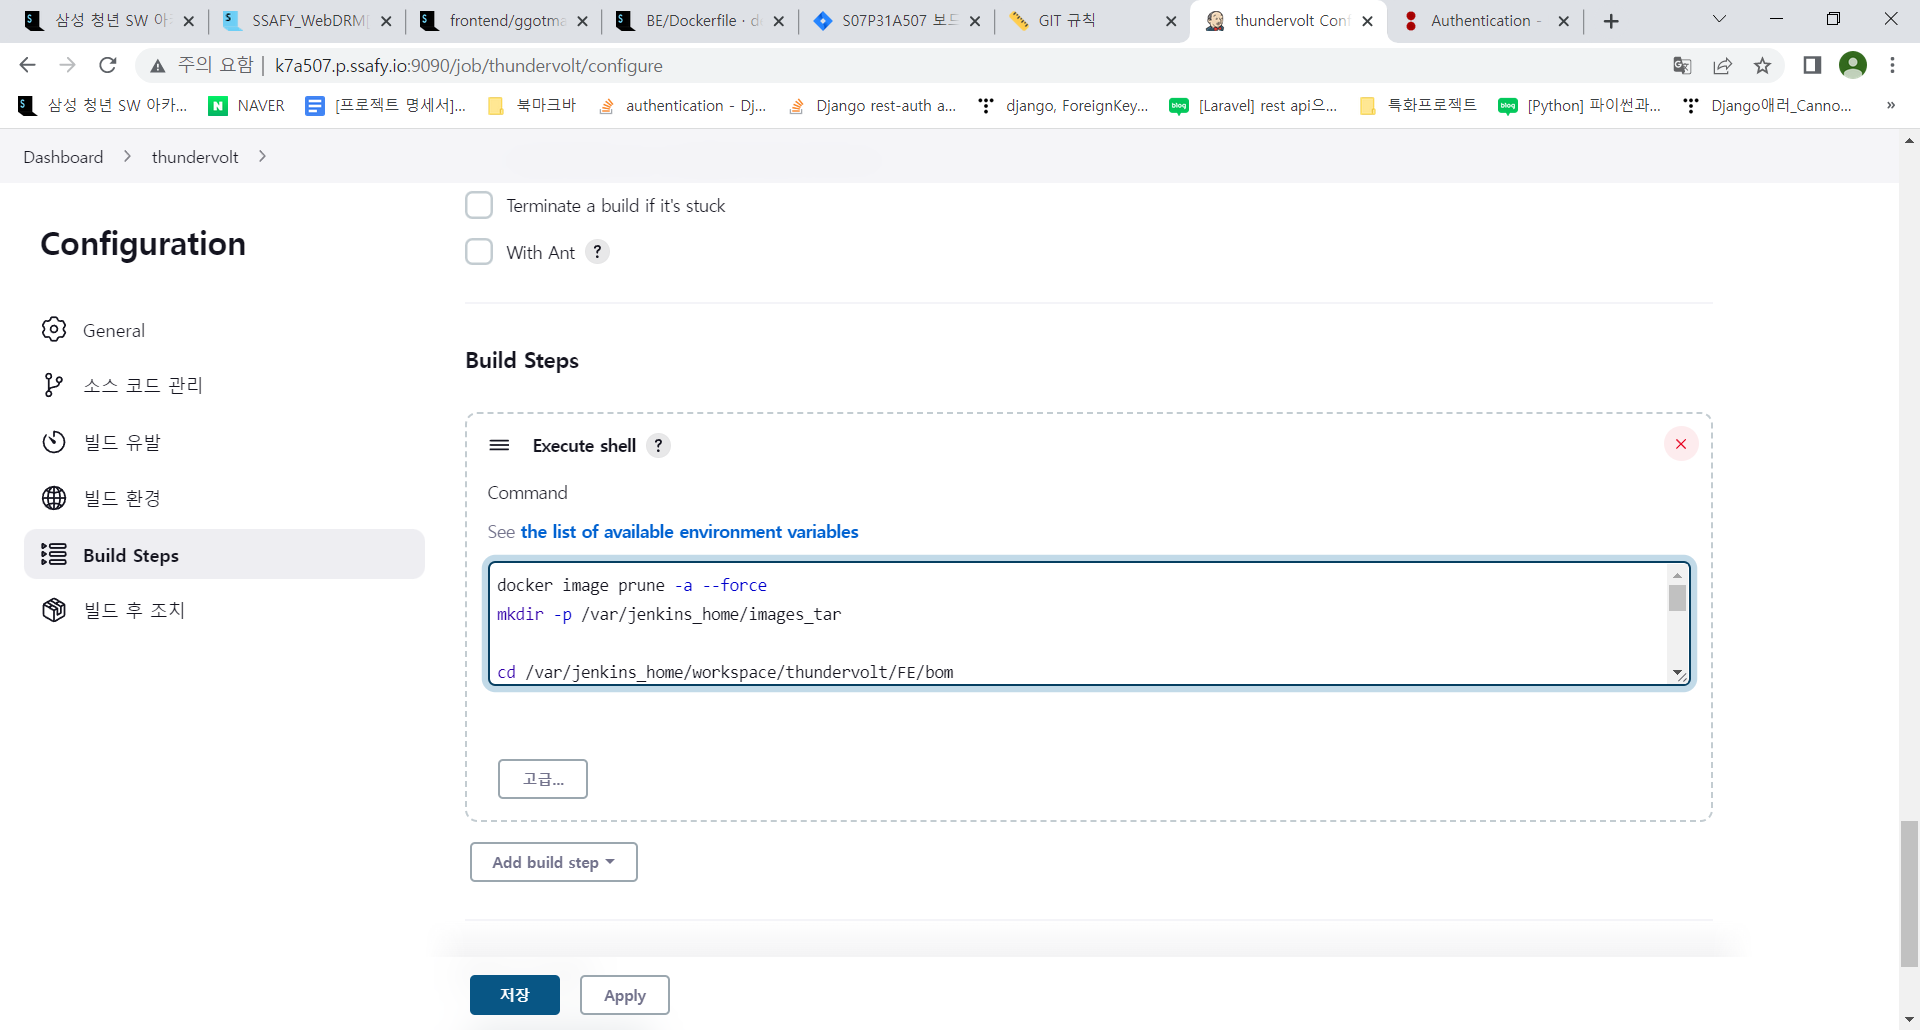 삼성 청년 SW 아
SSAFY_WebDRM
frontend/ggotma
BE/Dockerfile · d
S07P31A507 보드
GIT 규칙
thundervolt Conf
Authentication -
주의 요함 | k7a507.p.ssafy.io:9090/job/thundervolt/configure
삼성 청년 SW 아카...
NAVER
[프로젝트 명세서]...
북마크바
authentication - Dj...
Django rest-auth a...
django, ForeignKey...
[Laravel] rest api으...
특화프로젝트
[Python] 파이썬과...
Django애러_Canno...
»
Dashboard > thundervolt >
Configuration
General
소스 코드 관리
빌드 유발
빌드 환경
Build Steps
빌드 후 조치
Terminate a build if it's stuck
With Ant ?
Build Steps
Execute shell ?
Command
See the list of available environment variables
docker image prune -a --force
mkdir -p /var/jenkins_home/images_tar
cd /var/jenkins_home/workspace/thundervolt/FE/bom
고급...
Add build step
저장
Apply